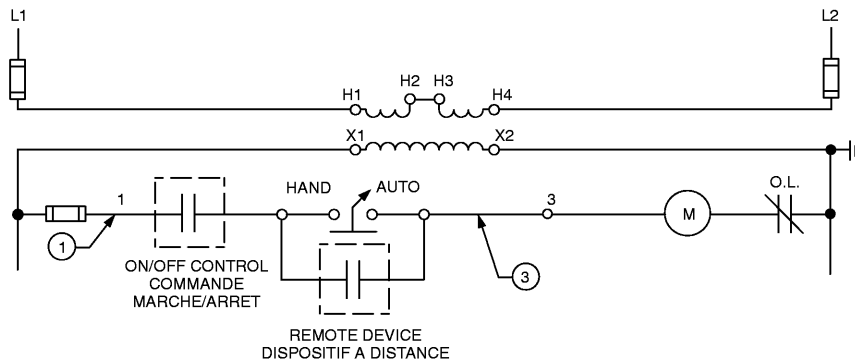 L1
L2
H1
H2 H3
H4
X1
X2
1
HAND
AUTO
3
O.L.
M
1
3
ON/OFF CONTROL
COMMANDE
MARCHE/ARRET
REMOTE DEVICE
DISPOSITIF A DISTANCE